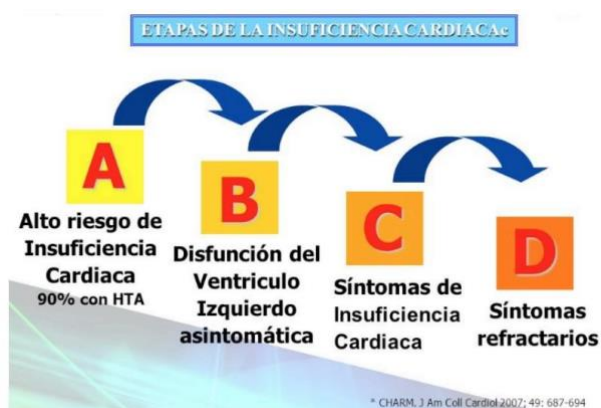 ETAPAS DE LA INSUFICIENCIA CARDIACAc
A
Alto riesgo de
Insuficiencia
Cardiaca
90% con HTA
B
Disfunción del
Ventriculo
Izquierdo
asintomática
C
Síntomas de
Insuficiencia
Cardiaca
D
Síntomas
refractarios
* CHARM. J Am Coll Cardiol 2007; 49: 687-694